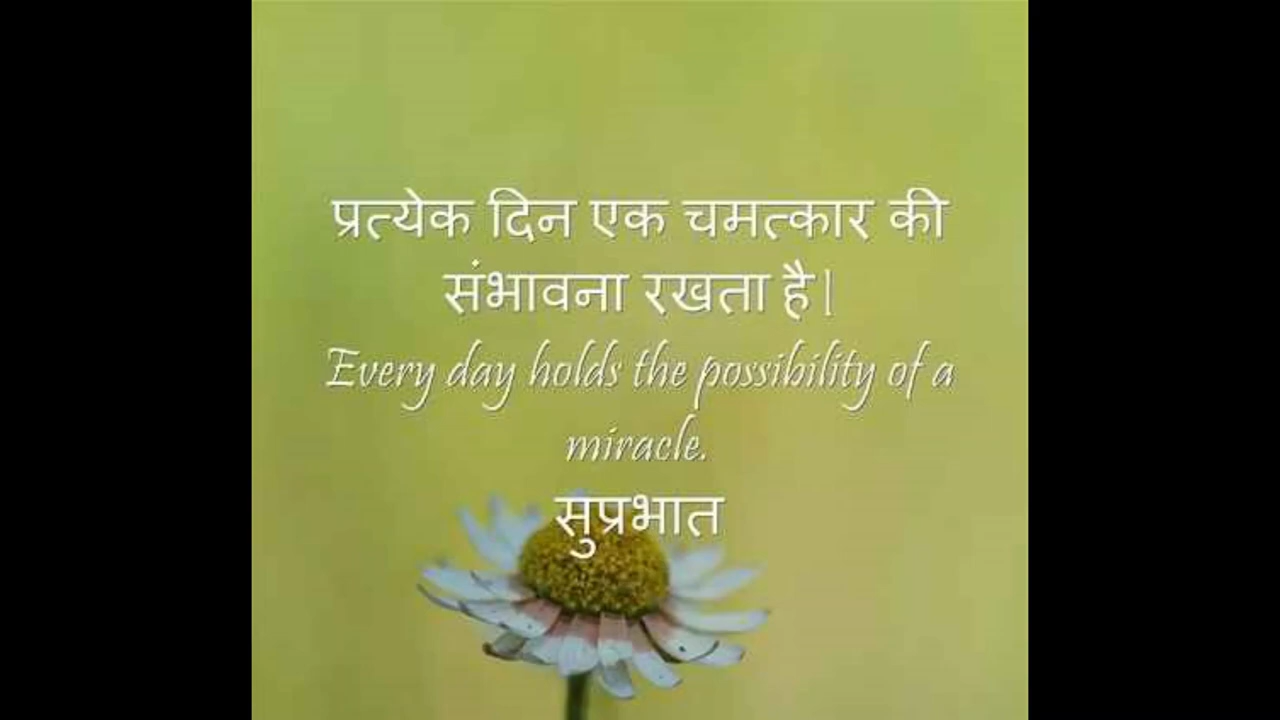 प्रत्येक दिन एक चमत्कार की
संभावना रखता है|
Every day holds the possibility of a
miracle.
सुप्रभात